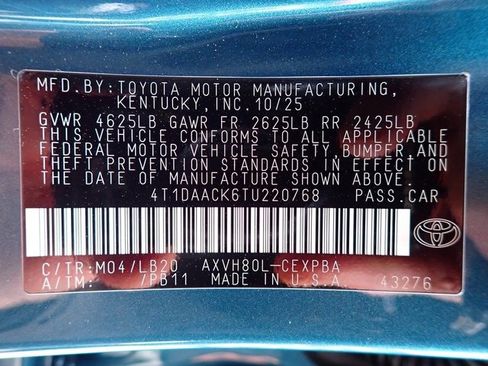 MFD.BY:TOYOTA MOTOR MANUFACTURING,
KENTUCKY,INC.10/25
GVWR 4625LB GAWR FR 2625LB RR 2425LB
THIS VEHICLE CONFORMS TO ALL APPLICABLE
FEDERAL MOTOR VEHICLE SAFETY, BUMPER AND
THEFT PREVENTION STANDARDS IN EFFECT ON
THE DATE OF MANUFACTURE SHOWN ABOVE.
4T1DAACK6TU220768 PASS.CAR
C/TR:M04/LB20 AXVH80L-CEXPBA
A/TM: /PB11 MADE IN U.S.A. 43276
TOYOTA